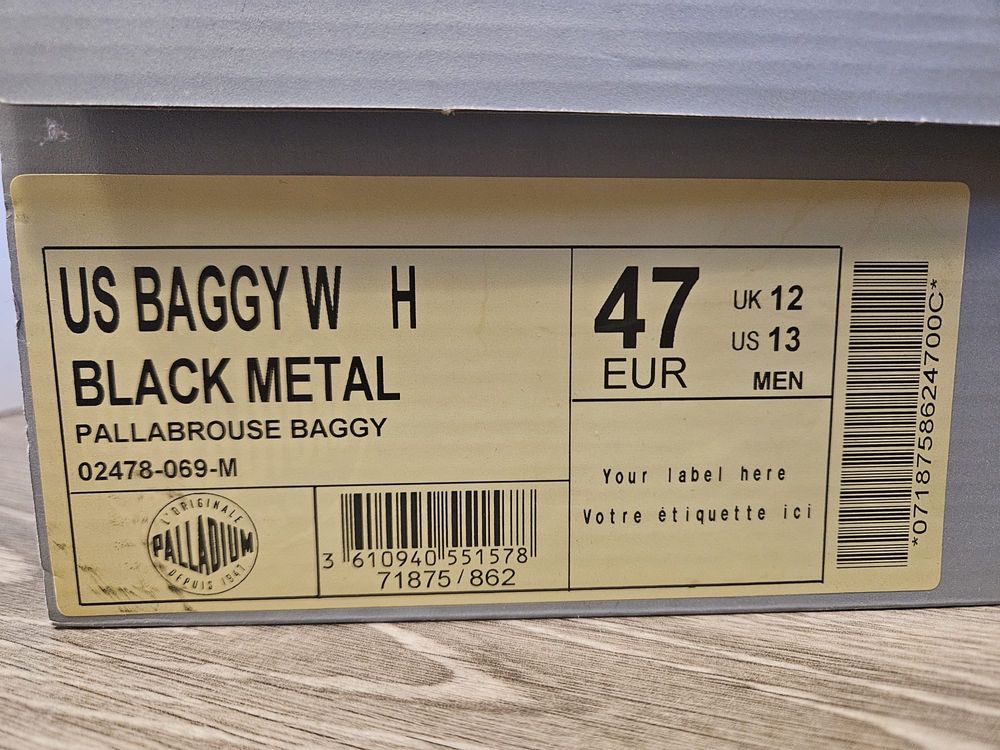 US BAGGY W H
BLACK METAL
PALLABROUSE BAGGY
02478-069-M
47
EUR
UK 12
US 13
MEN
Your label here
Votre étiquette ici
L'ORIGINALE
PALLADIUM
DEPUIS 1947
3 610940 551578
71875/862
*0718758624700C*